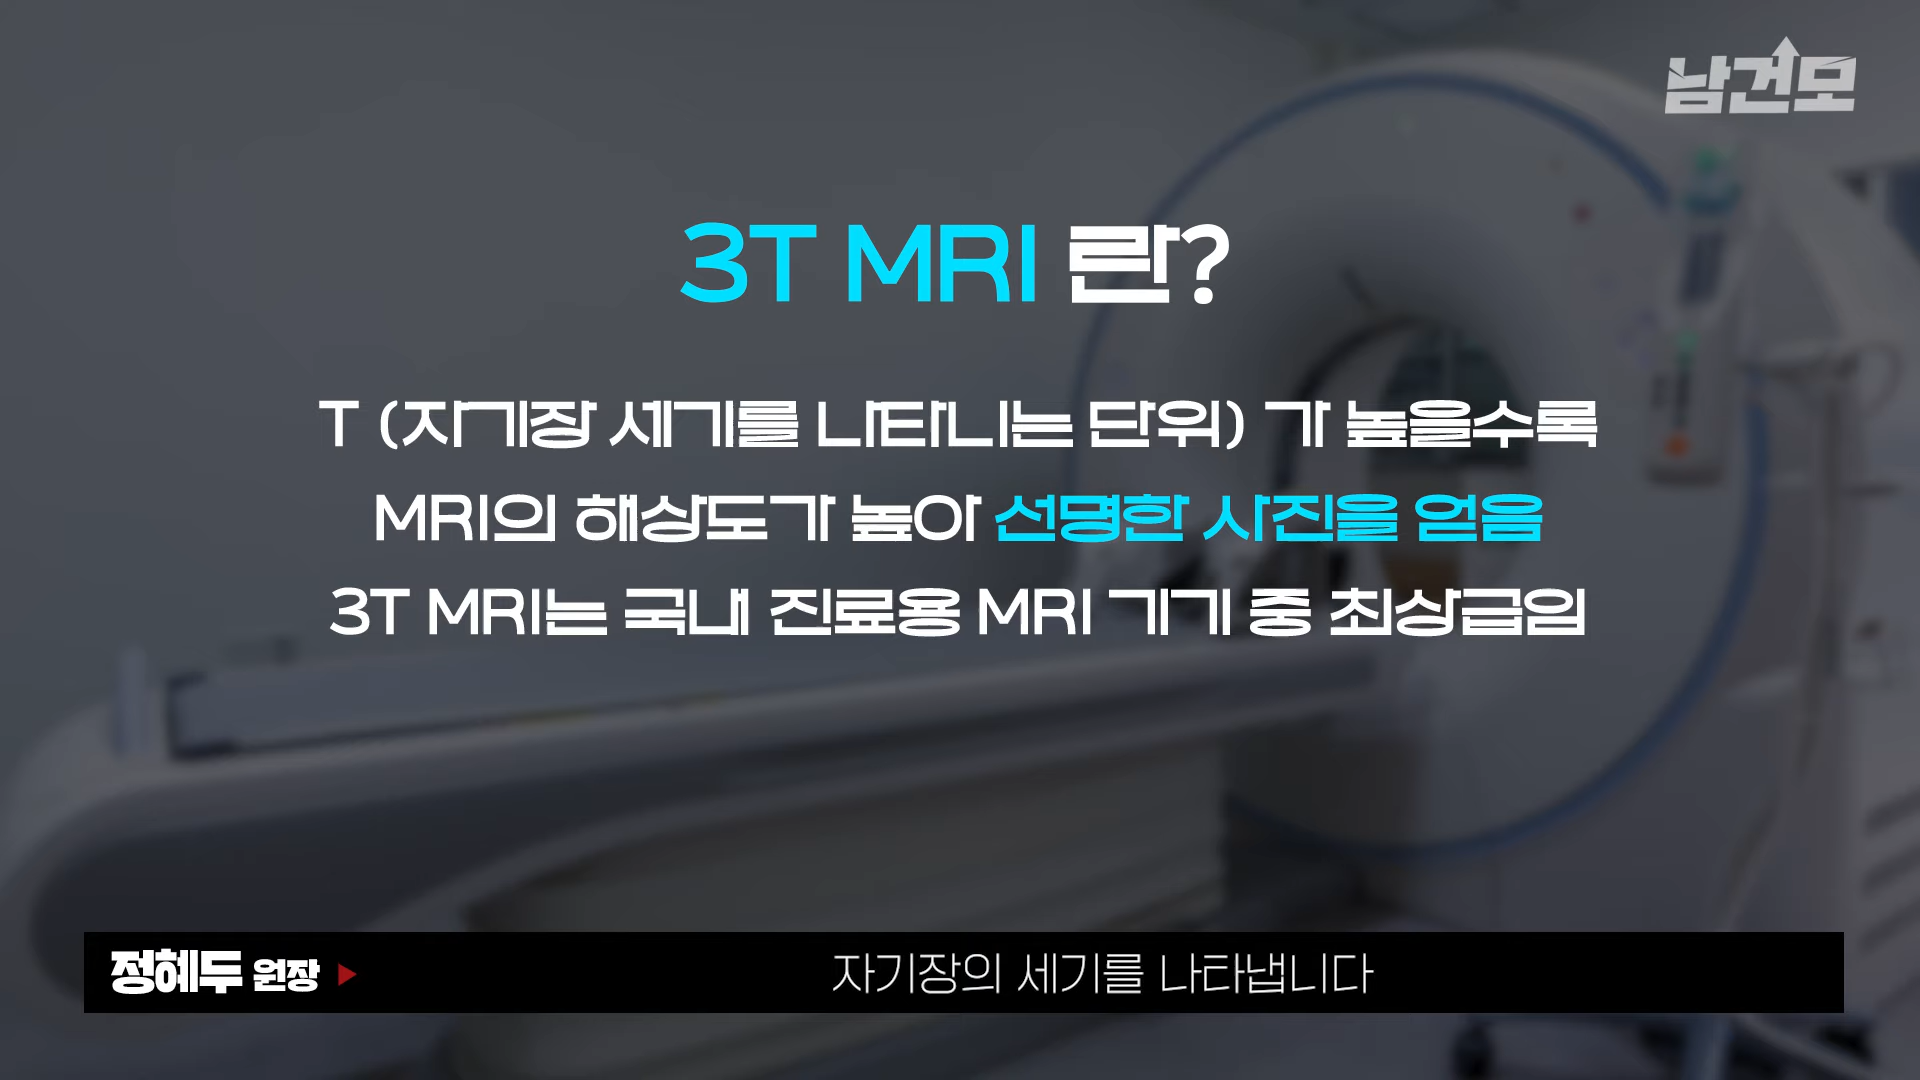 남건모
3T MRI 란?
T (자기장 세기를 나타내는 단위) 가 높을수록
MRI의 해상도가 높아 선명한 사진을 얻음
3T MRI는 국내 진료용 MRI 기기 중 최상급임
정혜두 원장 ▶ 자기장의 세기를 나타냅니다